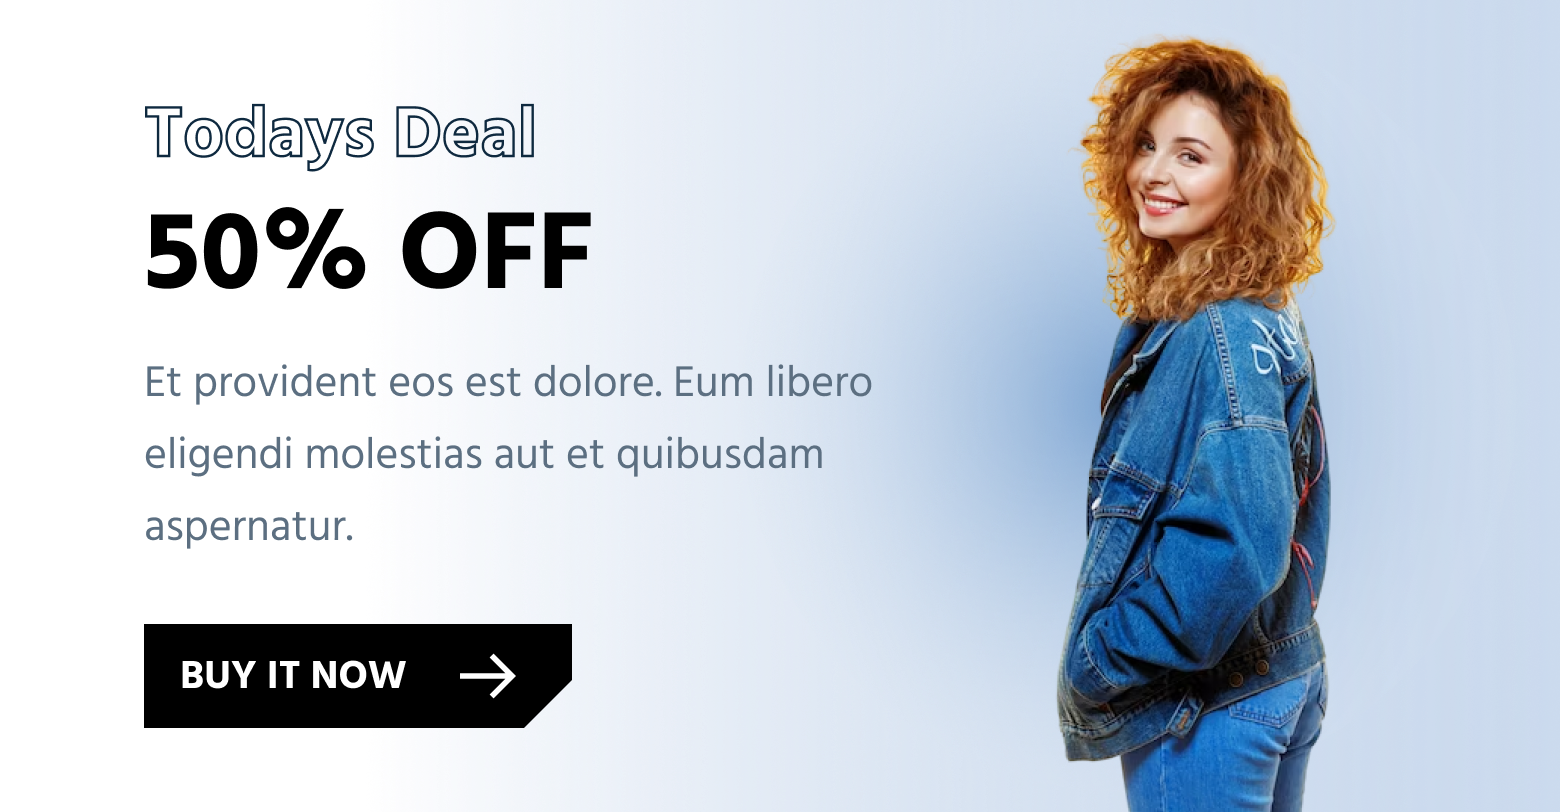 Todays Deal
50% OFF
Et provident eos est dolore. Eum libero
eligendi molestias aut et quibusdam
aspernatur.
BUY IT NOW